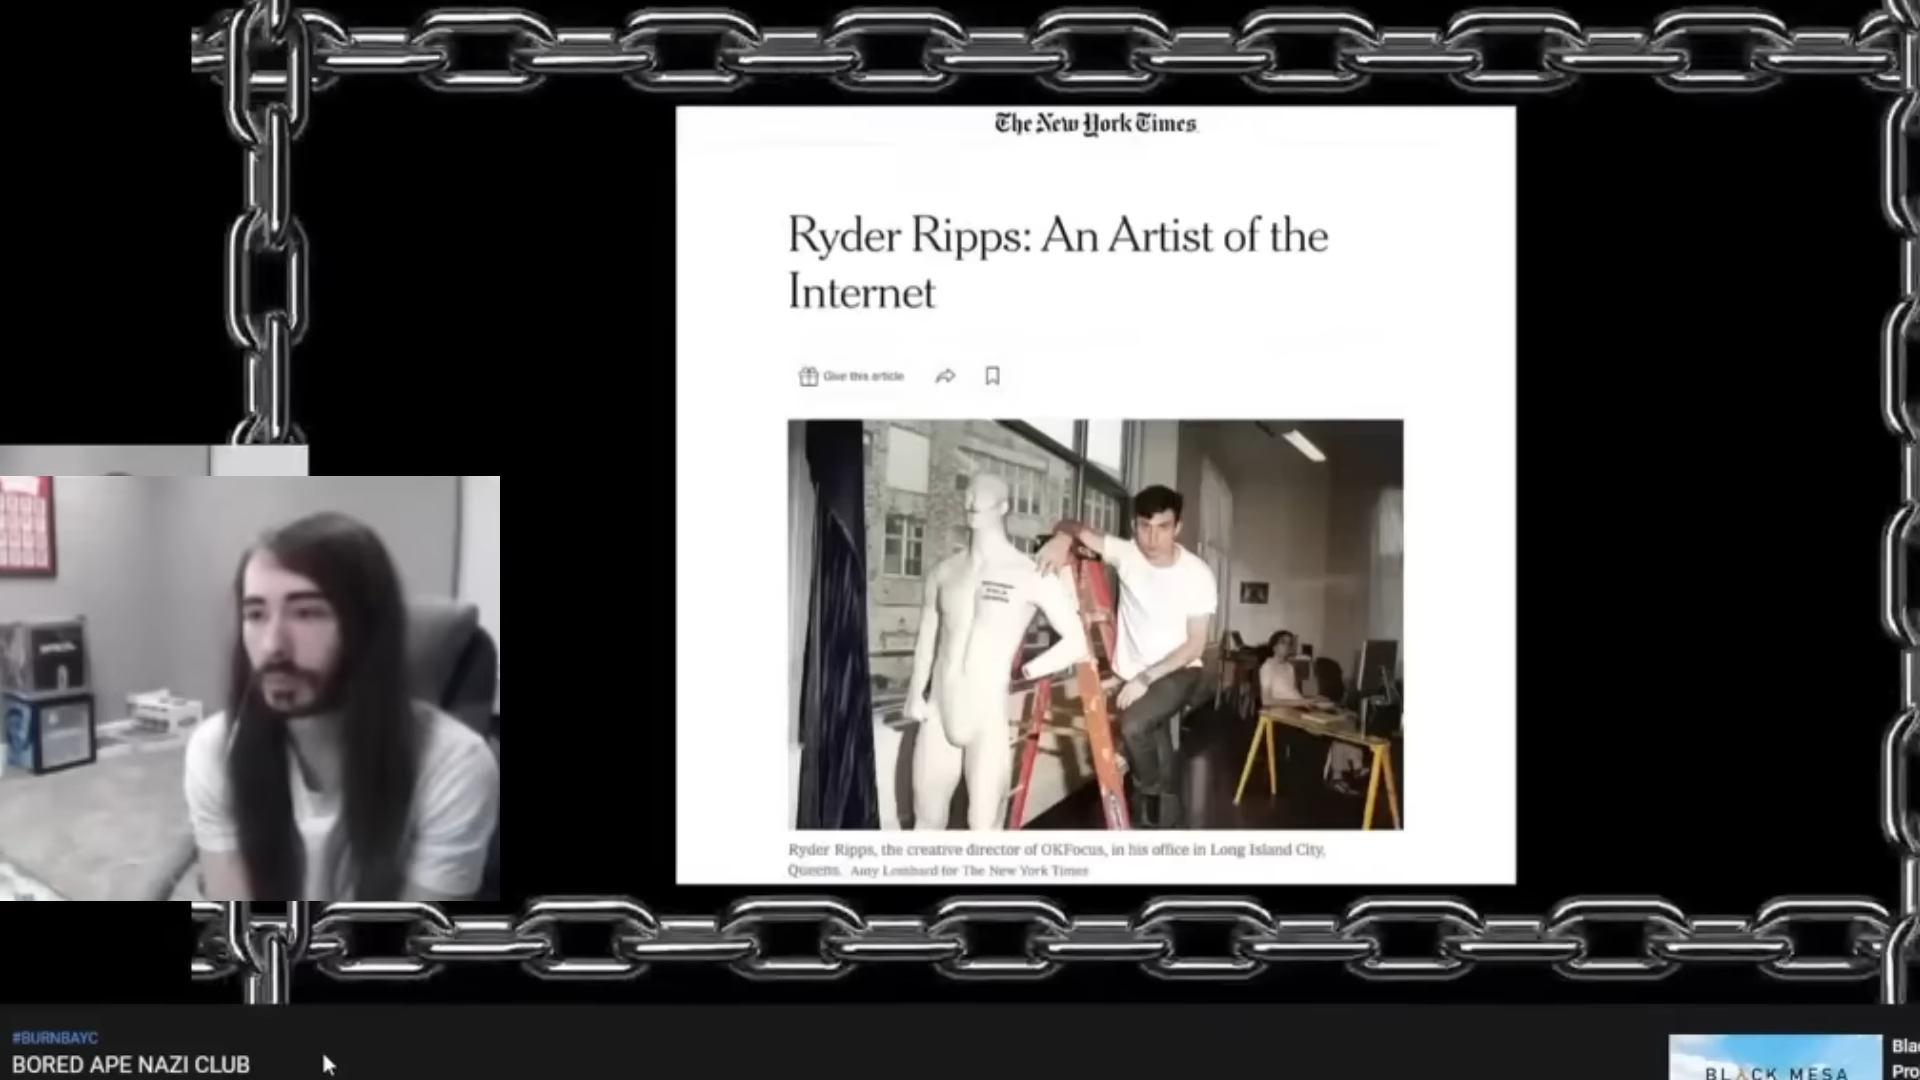 The New York Times
Ryder Ripps: An Artist of the
Internet
Give this article
Ryder Ripps, the creative director of OKFocus, in his office in Long Island City,
Queens. Amy Lombard for The New York Times
#BURNBAYC
BORED APE NAZI CLUB
BLACK MESA
Bla
Pro